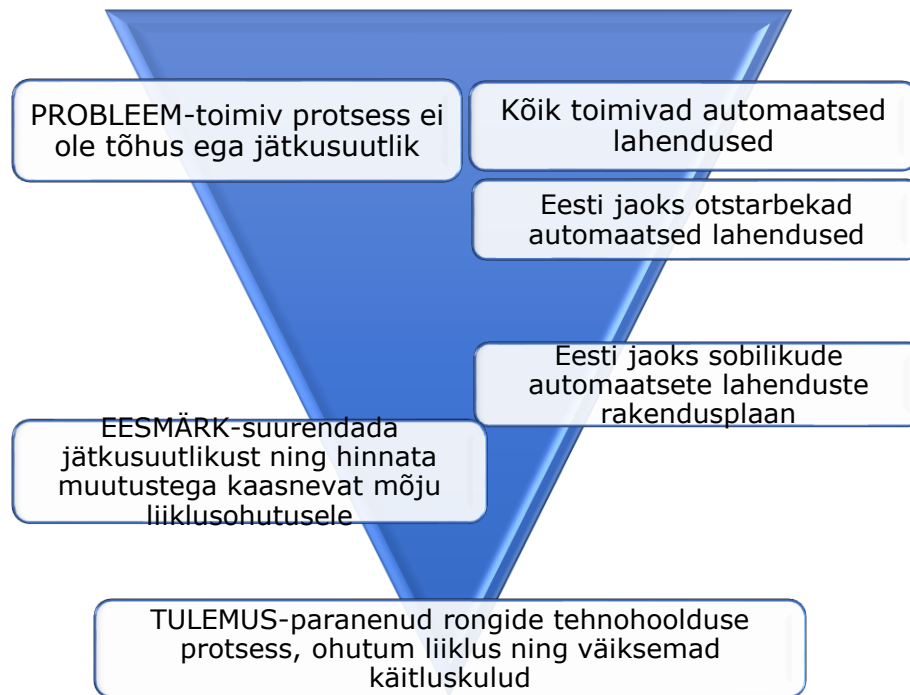 PROBLEEM-toimiv protsess ei
ole tõhus ega jätkusuutlik
Kõik toimivad automaatsed
lahendused
Eesti jaoks otstarbekad
automaatsed lahendused
Eesti jaoks sobilikude
automaatsete lahenduste
rakendusplaan
EESMÄRK-suurendada
jätkusuutlikust ning hinnata
muutustega kaasnevat mõju
liiklusohutusele
TULEMUS-paranenud rongide tehnohoolduse
protsess, ohutum liiklus ning väiksemad
käitluskulud